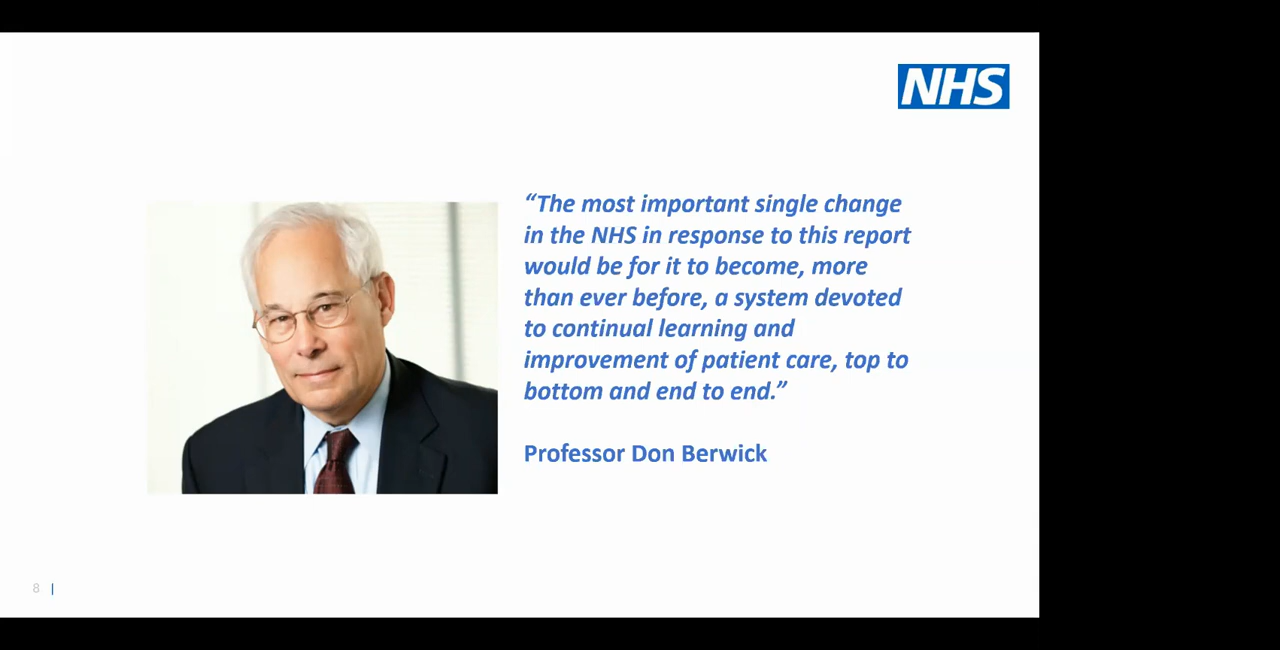 NHS
“The most important single change
in the NHS in response to this report
would be for it to become, more
than ever before, a system devoted
to continual learning and
improvement of patient care, top to
bottom and end to end.”
Professor Don Berwick
8 |